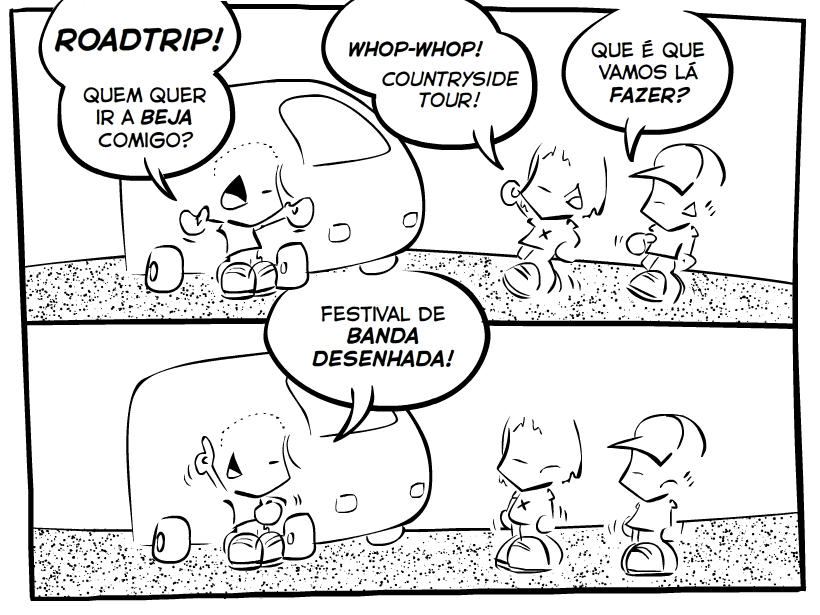 ROADTRIP!
QUEM QUER
IR A BEJA
COMIGO?
WHOP-WHOP!
COUNTRYSIDE
TOUR!
QUE É QUE
VAMOS LÁ
FAZER?
FESTIVAL DE
BANDA
DESENHADA!